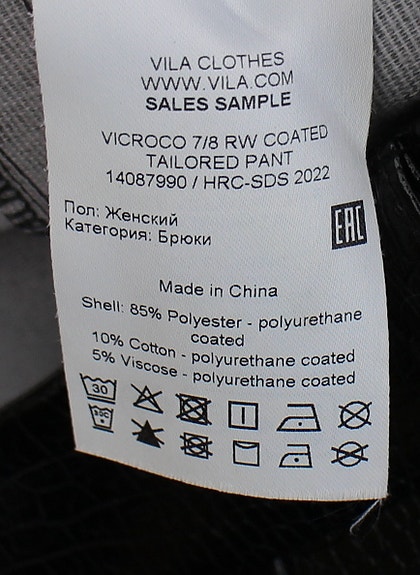 VILA CLOTHES
WWW.VILA.COM
SALES SAMPLE
VICROCO 7/8 RW COATED
TAILORED PANT
14087990 / HRC-SDS 2022
Пол: Женский
Категория: Брюки
EAC
Made in China
Shell: 85% Polyester - polyurethane
coated
10% Cotton - polyurethane coated
5% Viscose - polyurethane coated
30
30C